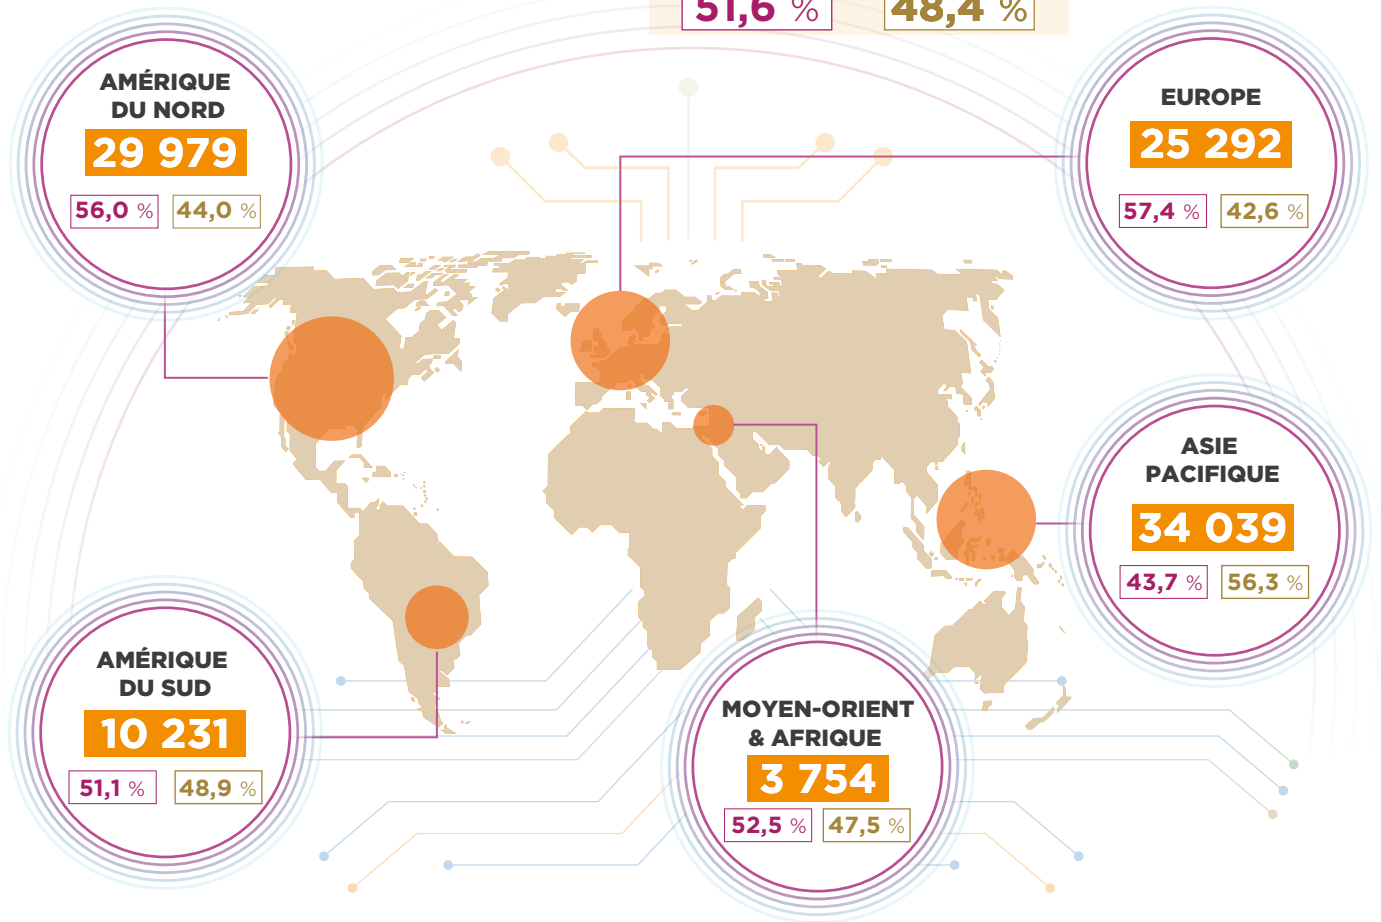 51,6 % 48,4 %
AMÉRIQUE
DU NORD
29 979
56,0 % 44,0 %
EUROPE
25 292
57,4 % 42,6 %
ASIE
PACIFIQUE
34 039
43,7 % 56,3 %
AMÉRIQUE
DU SUD
10 231
51,1 % 48,9 %
MOYEN-ORIENT
& AFRIQUE
3 754
52,5 % 47,5 %